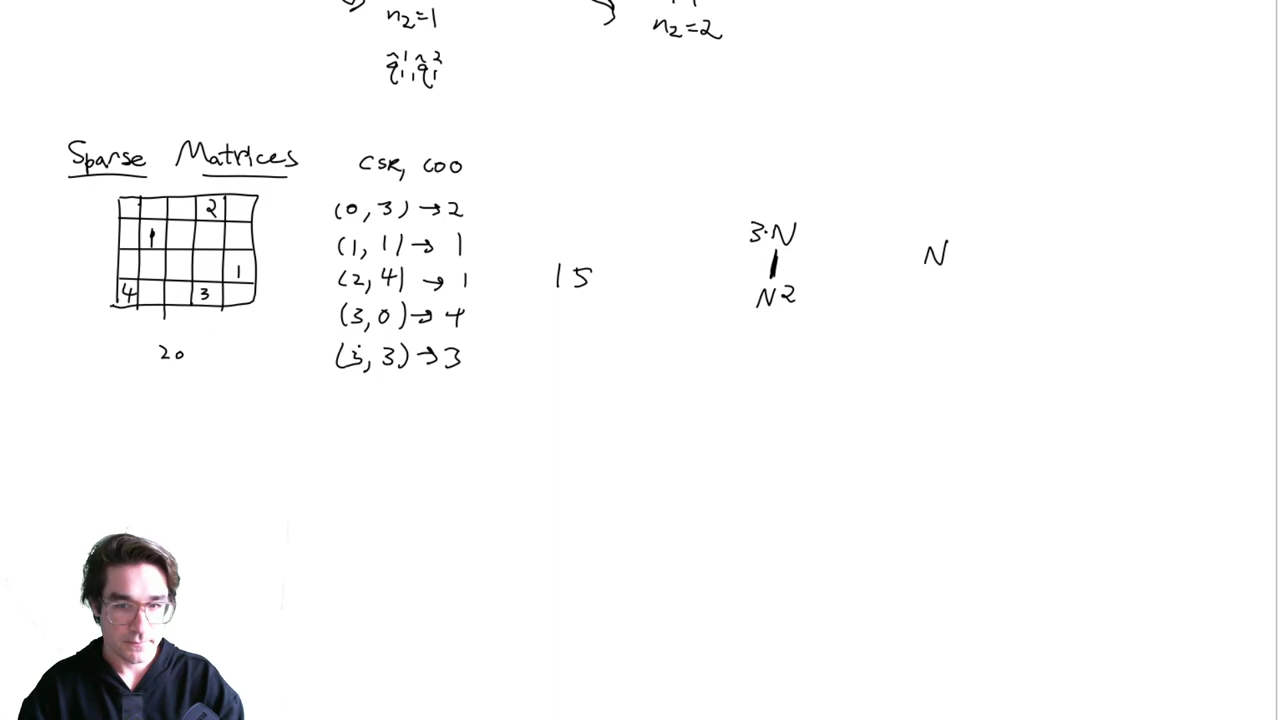 n₂=1
n₂=2
q̂₁¹, q̂₁²
Sparse Matrices
CSR, COO
2
1
1
4 3
20
(0, 3) → 2
(1, 1) → 1
(2, 4) → 1
(3, 0) → 4
(3, 3) → 3
15
3·N
N2
N